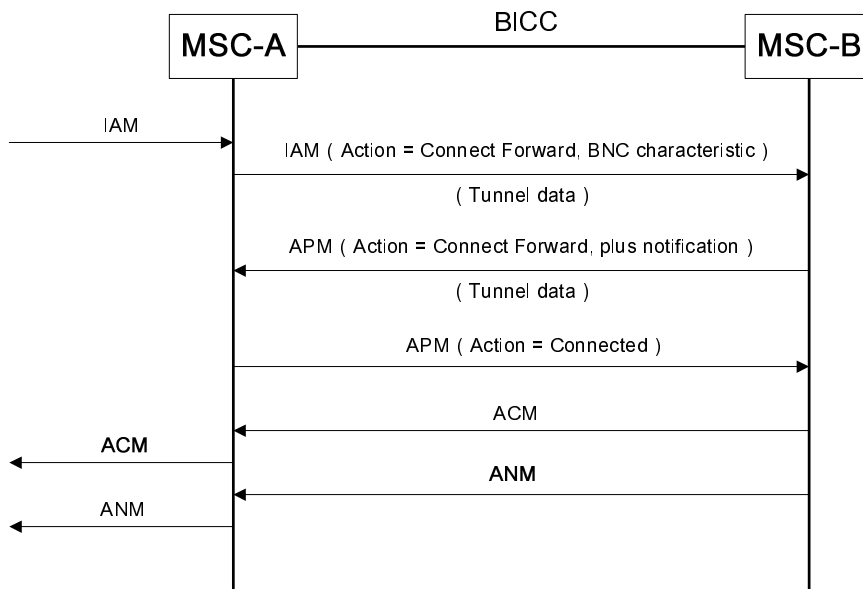 BICC
MSC-A
MSC-B
IAM
IAM ( Action = Connect Forward, BNC characteristic )
( Tunnel data )
APM ( Action = Connect Forward, plus notification )
( Tunnel data )
APM ( Action = Connected )
ACM
ACM
ANM
ANM